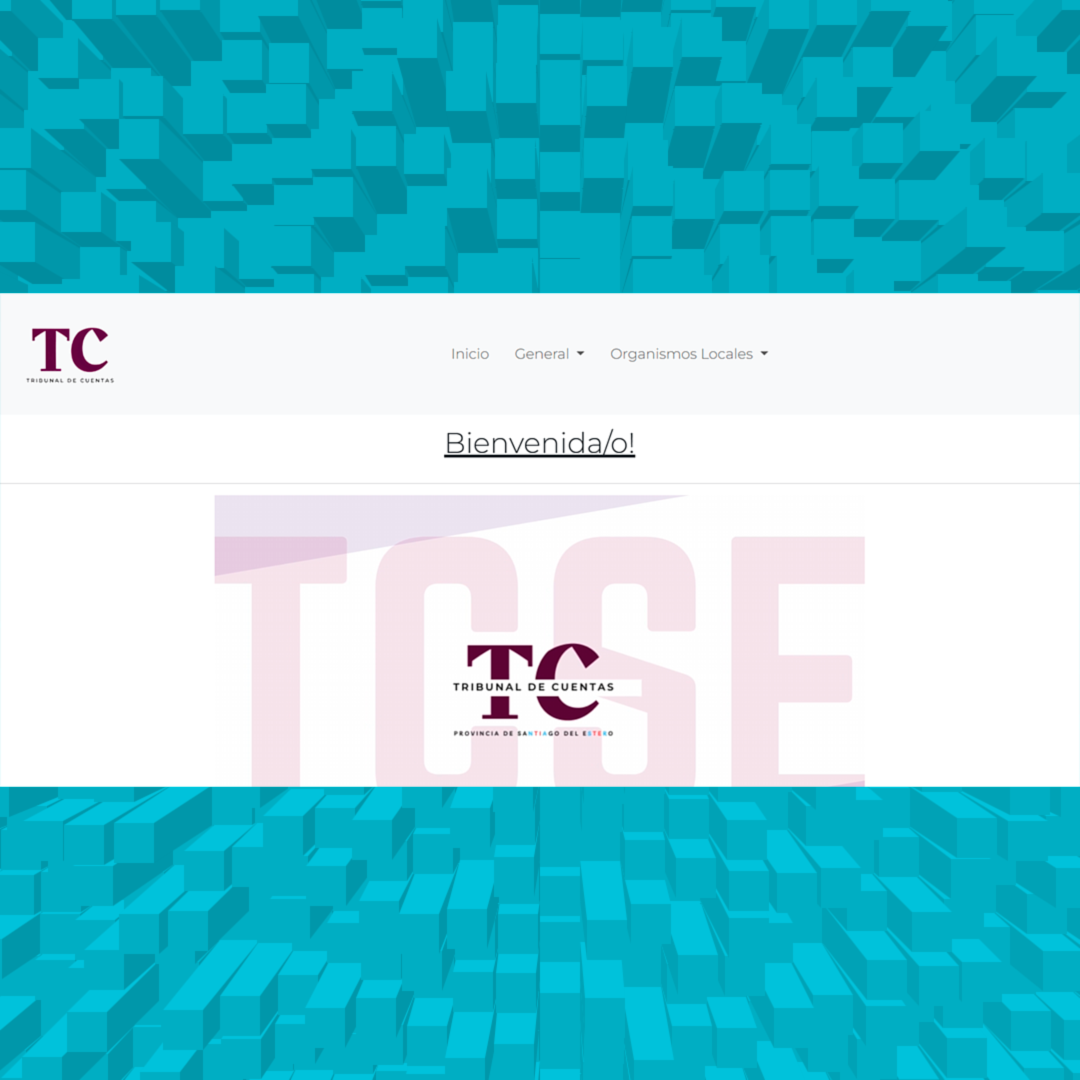 TC
TRIBUNAL DE CUENTAS
Inicio General Organismos Locales
Bienvenida/o!
TCSE
TC
TRIBUNAL DE CUENTAS
PROVINCIA DE SANTIAGO DEL ESTERO